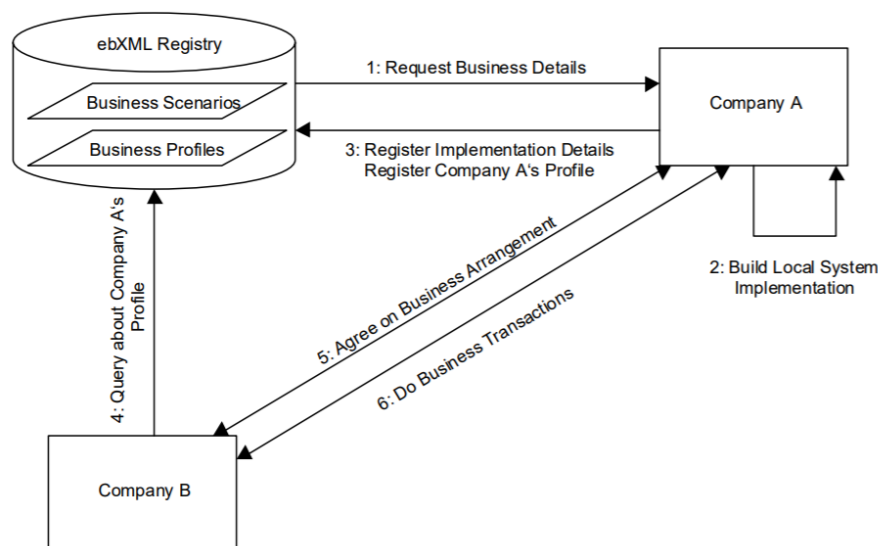 ebXML Registry
Business Scenarios
Business Profiles
1: Request Business Details
Company A
3: Register Implementation Details
Register Company A‘s Profile
2: Build Local System
Implementation
4: Query about Company A‘s
Profile
5: Agree on Business Arrangement
6: Do Business Transactions
Company B